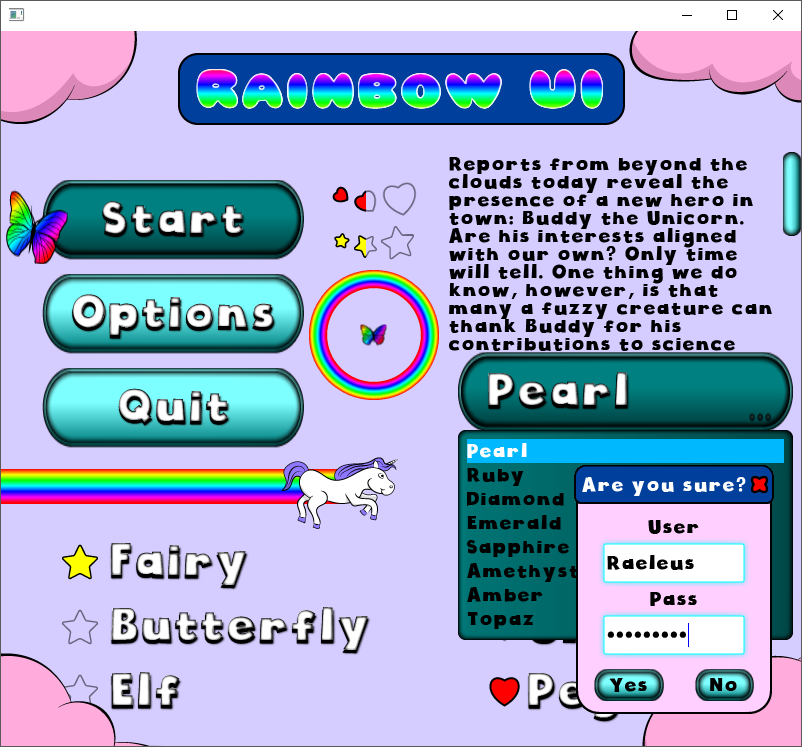 Rainbow UI
Start
Options
Quit
Reports from beyond the
clouds today reveal the
presence of a new hero in
town: Buddy the Unicorn.
Are his interests aligned
with our own? Only time
will tell. One thing we do
know, however, is that
many a fuzzy creature can
thank Buddy for his
contributions to science
Pearl
Pearl
Ruby
Diamond
Emerald
Sapphire
Amethyst
Amber
Topaz
Are you sure?
User
Raeleus
Pass
•••••••••
Yes
No
Fairy
Butterfly
Elf